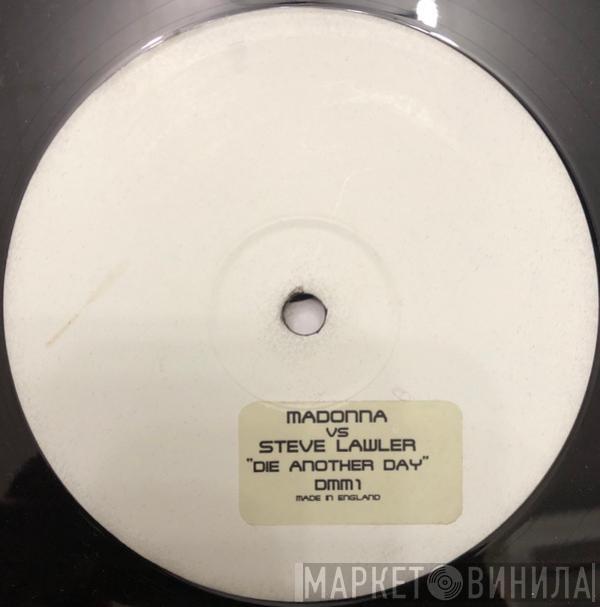 MADONNA
VS
STEVE LAWLER
"DIE ANOTHER DAY"
DMM1
MADE IN ENGLAND
МАРКЕТ ВИНИЛА